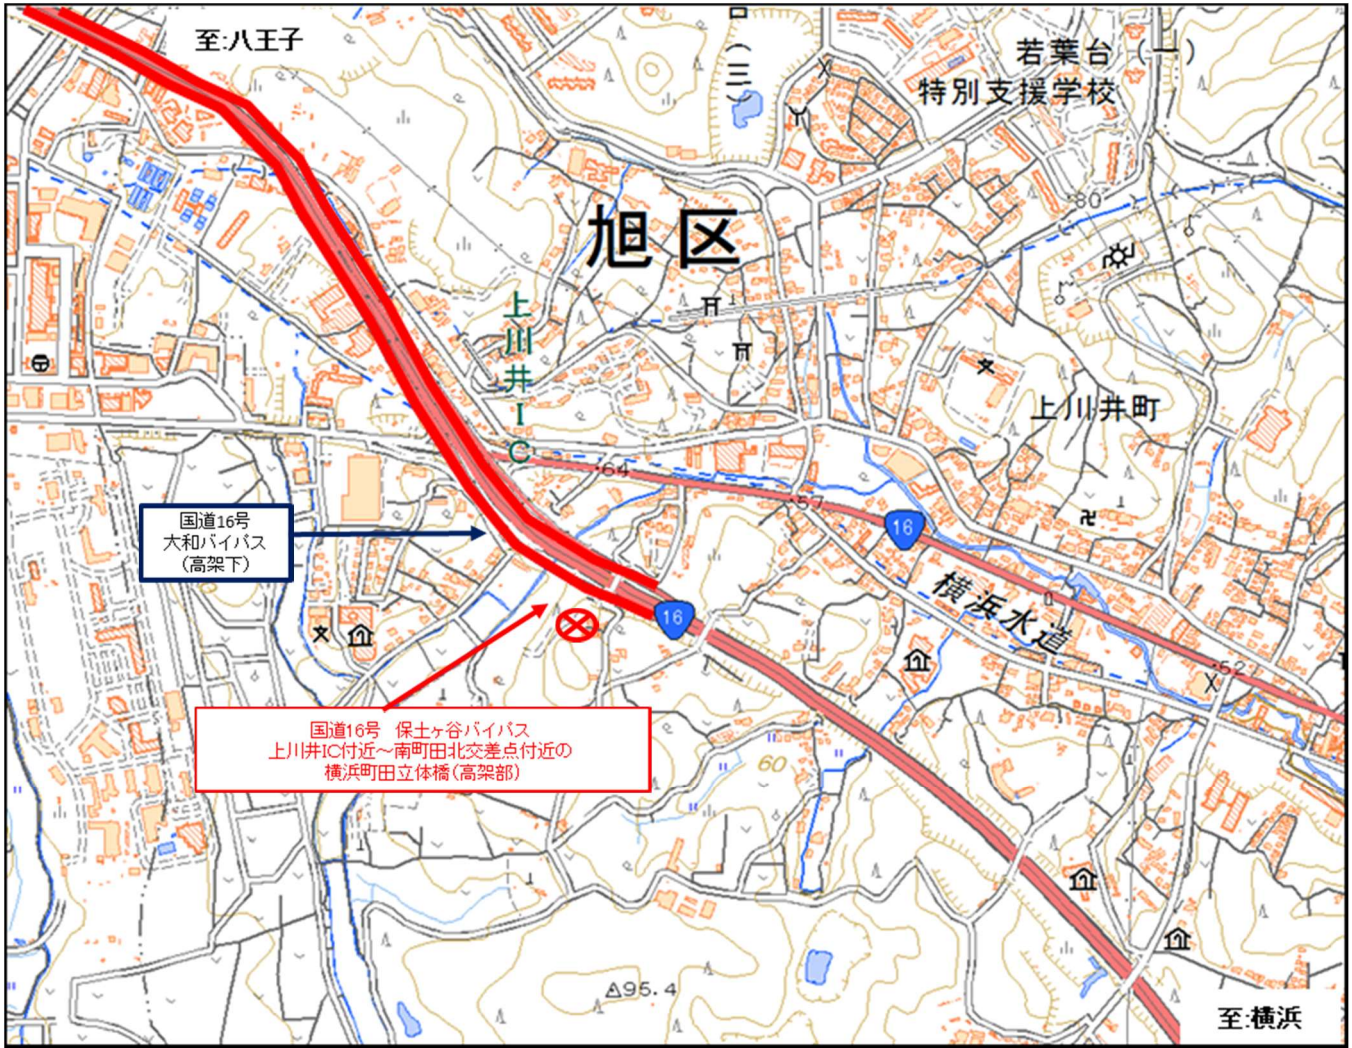 至:八王子
台(三)
若葉台(一)
特別支援学校
旭区
80
上川井IC
上川井町
64
57
16
国道16号
大和バイパス
(高架下)
横浜水道
16
52
国道16号 保土ヶ谷バイパス
上川井IC付近～南町田北交差点付近の
横浜町田立体橋(高架部)
60
95.4
至:横浜